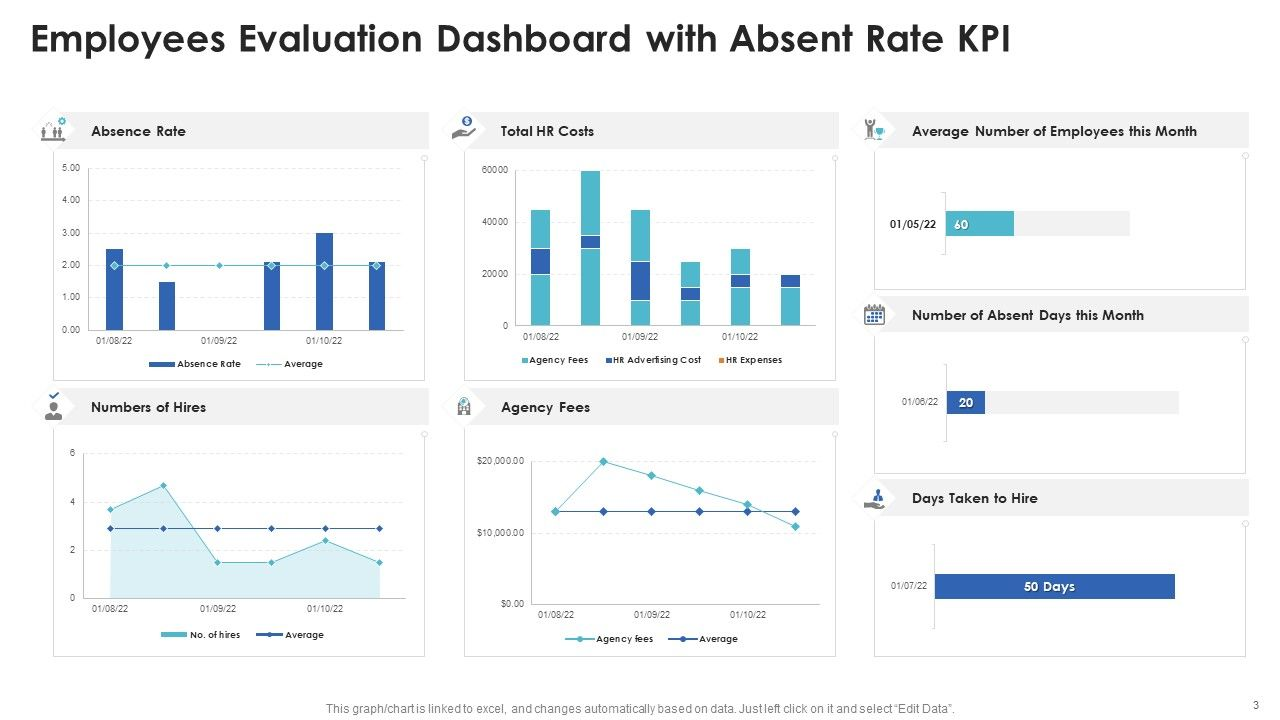 Employees Evaluation Dashboard with Absent Rate KPI
Absence Rate
5.00
4.00
3.00
2.00
1.00
0.00
01/08/22 01/09/22 01/10/22
Absence Rate Average
Total HR Costs
60000
40000
20000
0
01/08/22 01/09/22 01/10/22
Agency Fees HR Advertising Cost HR Expenses
Average Number of Employees this Month
01/05/22 60
Number of Absent Days this Month
01/06/22 20
Numbers of Hires
6
4
2
0
01/08/22 01/09/22 01/10/22
No. of hires Average
Agency Fees
$20,000.00
$10,000.00
$0.00
01/08/22 01/09/22 01/10/22
Agency fees Average
Days Taken to Hire
01/07/22 50 Days
This graph/chart is linked to excel, and changes automatically based on data. Just left click on it and select “Edit Data”.
3